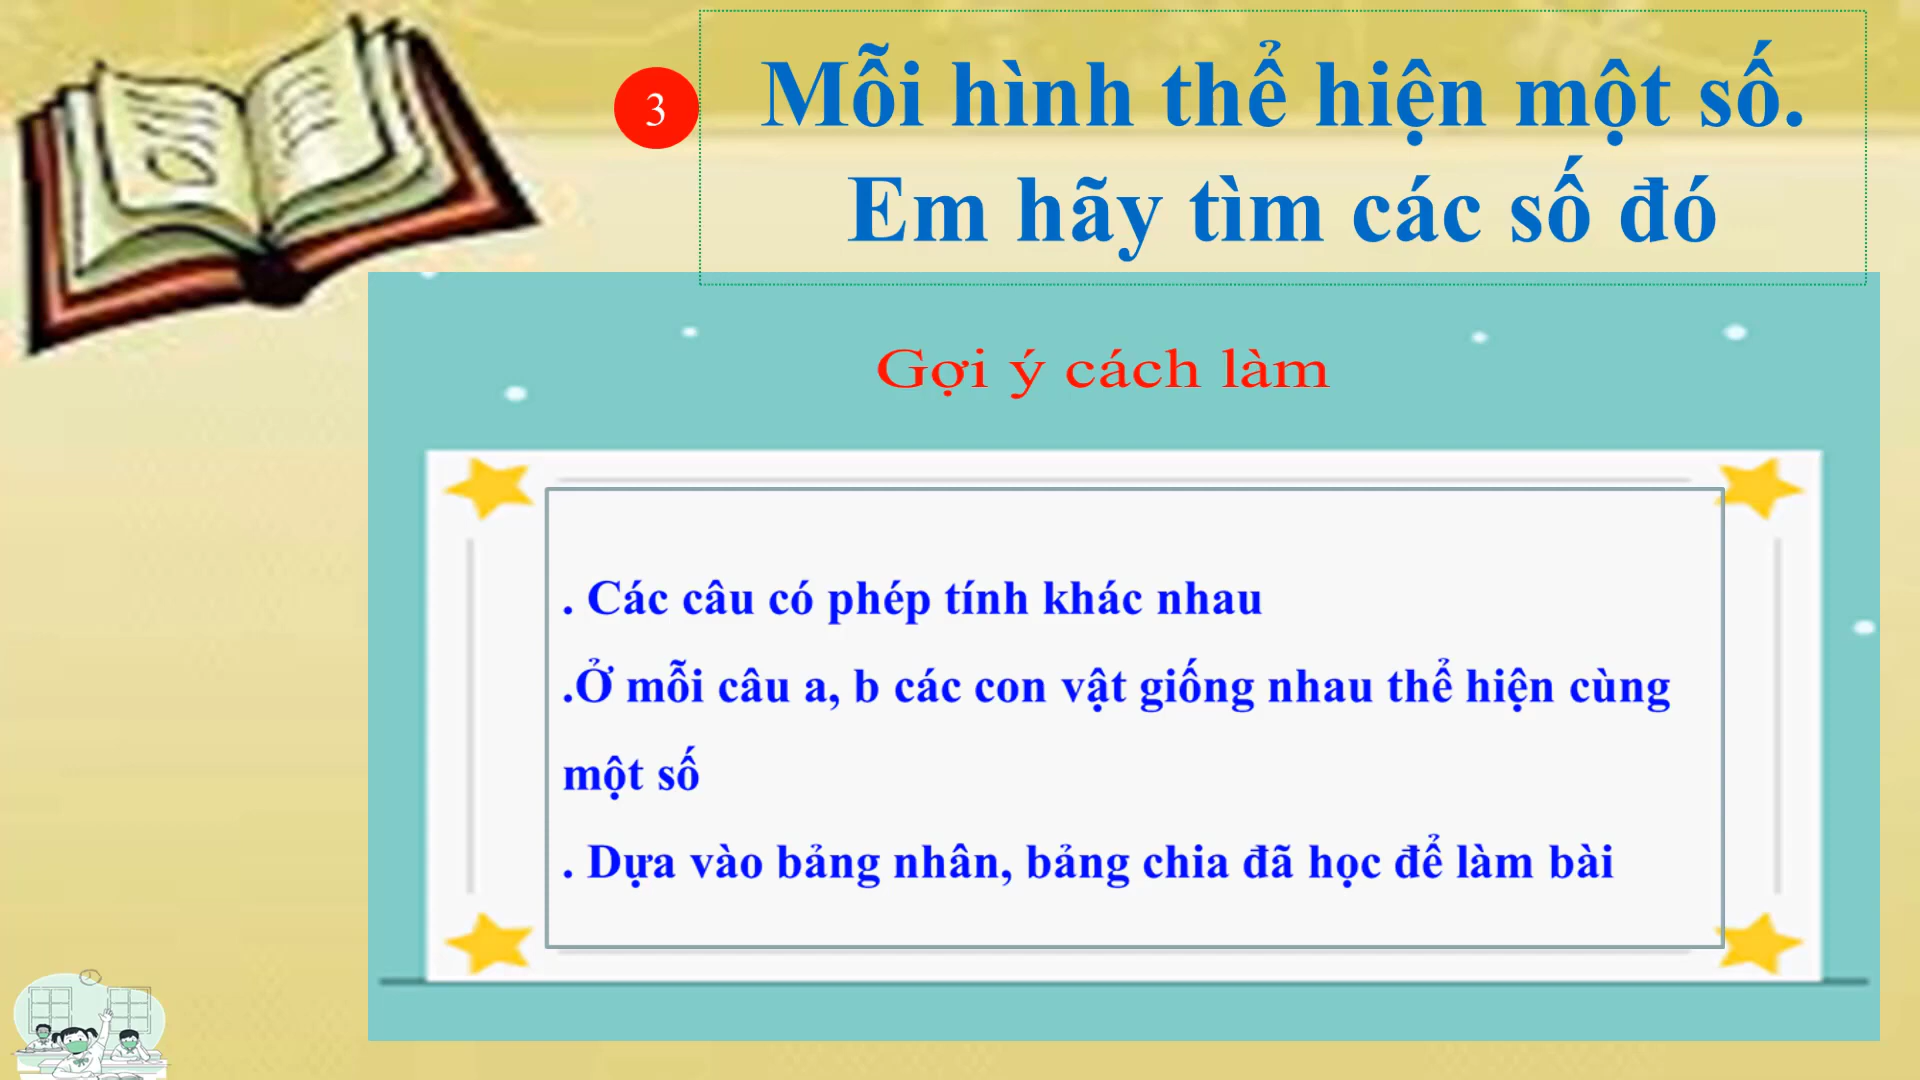 3
Mỗi hình thể hiện một số.
Em hãy tìm các số đó
Gợi ý cách làm
. Các câu có phép tính khác nhau
.Ở mỗi câu a, b các con vật giống nhau thể hiện cùng
một số
. Dựa vào bảng nhân, bảng chia đã học để làm bài